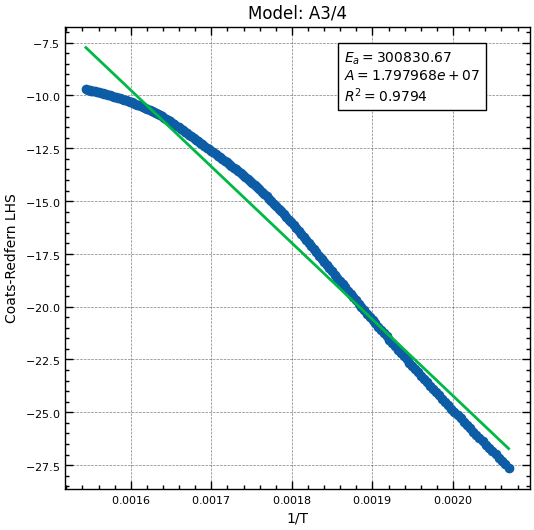 Model: A3/4
Eₐ = 300830.67
A = 1.797968e + 07
R² = 0.9794
−7.5
−10.0
−12.5
−15.0
−17.5
−20.0
−22.5
−25.0
−27.5
Coats-Redfern LHS
0.0016 0.0017 0.0018 0.0019 0.0020
1/T